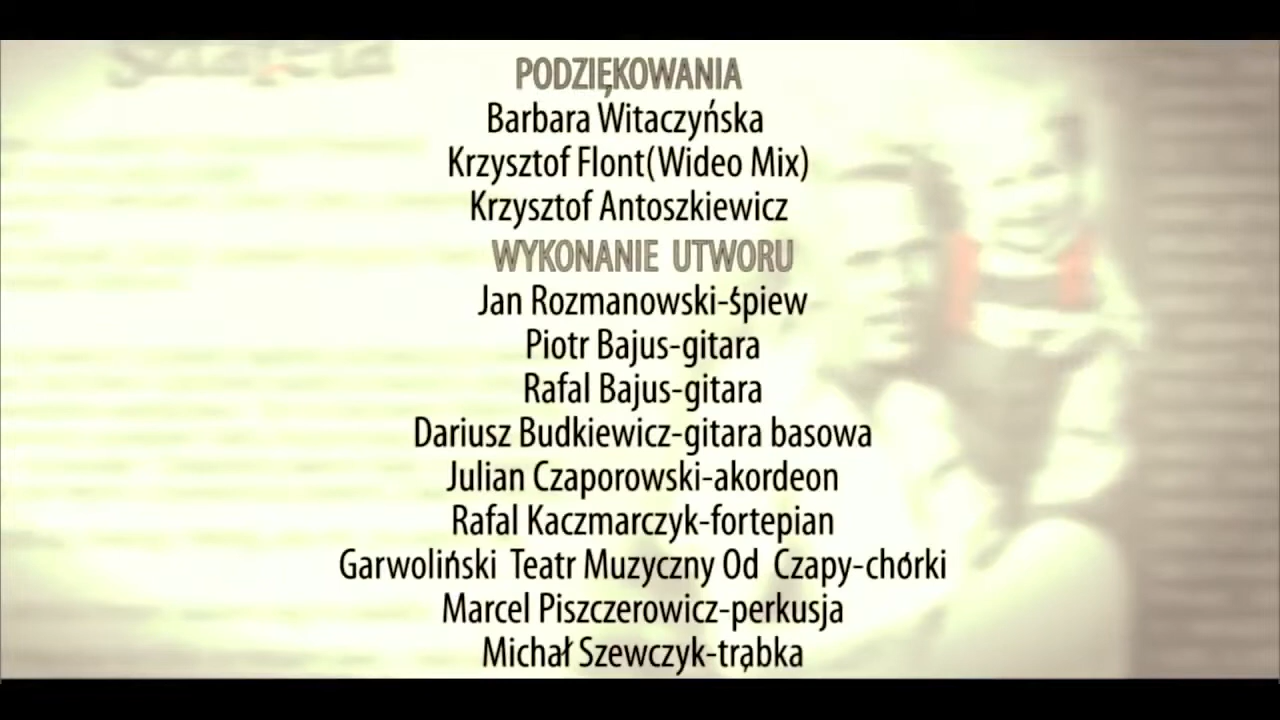 PODZIĘKOWANIA
Barbara Witaczyńska
Krzysztof Flont(Wideo Mix)
Krzysztof Antoszkiewicz
WYKONANIE UTWORU
Jan Rozmanowski-śpiew
Piotr Bajus-gitara
Rafal Bajus-gitara
Dariusz Budkiewicz-gitara basowa
Julian Czaporowski-akordeon
Rafal Kaczmarczyk-fortepian
Garwoliński Teatr Muzyczny Od Czapy-chórki
Marcel Piszczerowicz-perkusja
Michał Szewczyk-trąbka